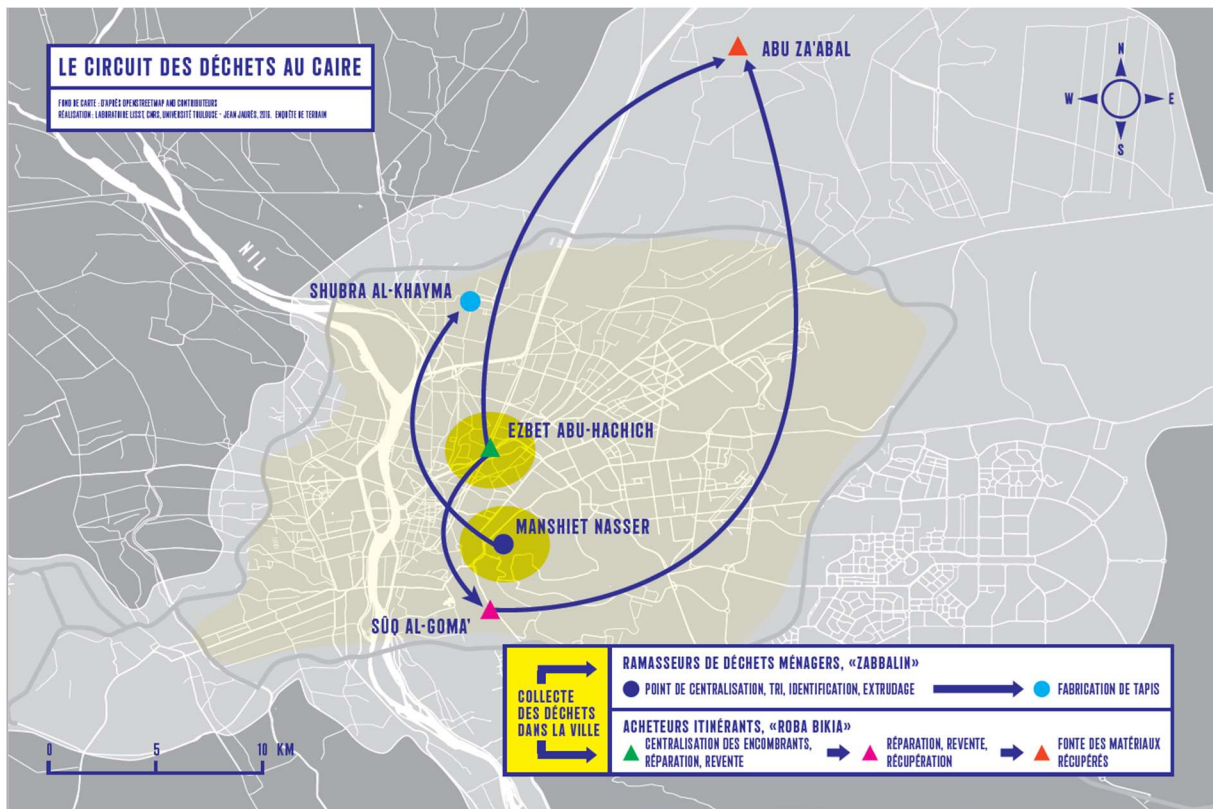 LE CIRCUIT DES DÉCHETS AU CAIRE
FOND DE CARTE : D'APRÈS OPENSTREETMAP AND CONTRIBUTEURS
RÉALISATION : LABORATOIRE LISST, CNRS, UNIVERSITÉ TOULOUSE - JEAN JAURÈS, 2016. ENQUÊTE DE TERRAIN
ABU ZA'ABAL
N
W
E
S
NIL
SHUBRA AL-KHAYMA
EZBET ABU-HACHICH
MANSHIET NASSER
SÛQ AL-GOMA'
0 5 10 KM
COLLECTE
DES DÉCHETS
DANS LA VILLE
RAMASSEURS DE DÉCHETS MÉNAGERS, «ZABBALIN»
POINT DE CENTRALISATION, TRI, IDENTIFICATION, EXTRUDAGE
FABRICATION DE TAPIS
ACHETEURS ITINÉRANTS, «ROBA BIKIA»
CENTRALISATION DES ENCOMBRANTS,
RÉPARATION, REVENTE
RÉPARATION, REVENTE,
RÉCUPÉRATION
FONTE DES MATÉRIAUX
RÉCUPÉRÉS